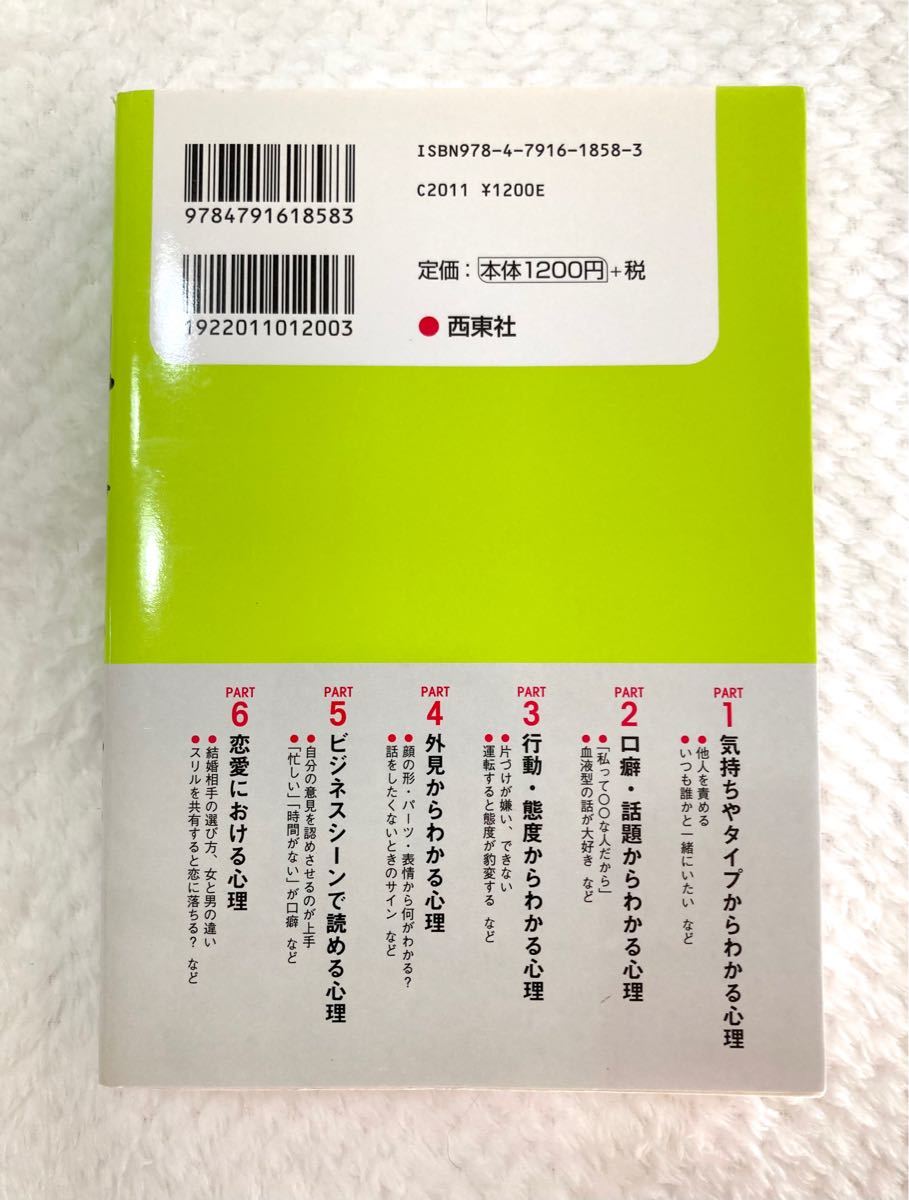 ISBN978-4-7916-1858-3
C2011 ¥1200E
9784791618583
定価：本体1200円+税
1922011012003
西東社
PART
1
気持ちやタイプからわかる心理
●他人を責める
●いつも誰かと一緒にいたい など
PART
2
口癖・話題からわかる心理
●「私って〇〇な人だから」
●血液型の話が大好き など
PART
3
行動・態度からわかる心理
●片づけが嫌い、できない
●運転すると態度が豹変する など
PART
4
外見からわかる心理
●顔の形・パーツ・表情から何がわかる？
●話をしたくないときのサイン など
PART
5
ビジネスシーンで読める心理
●自分の意見を認めさせるのが上手
●「忙しい」「時間がない」が口癖 など
PART
6
恋愛における心理
●結婚相手の選び方、女と男の違い
●スリルを共有すると恋に落ちる？ など